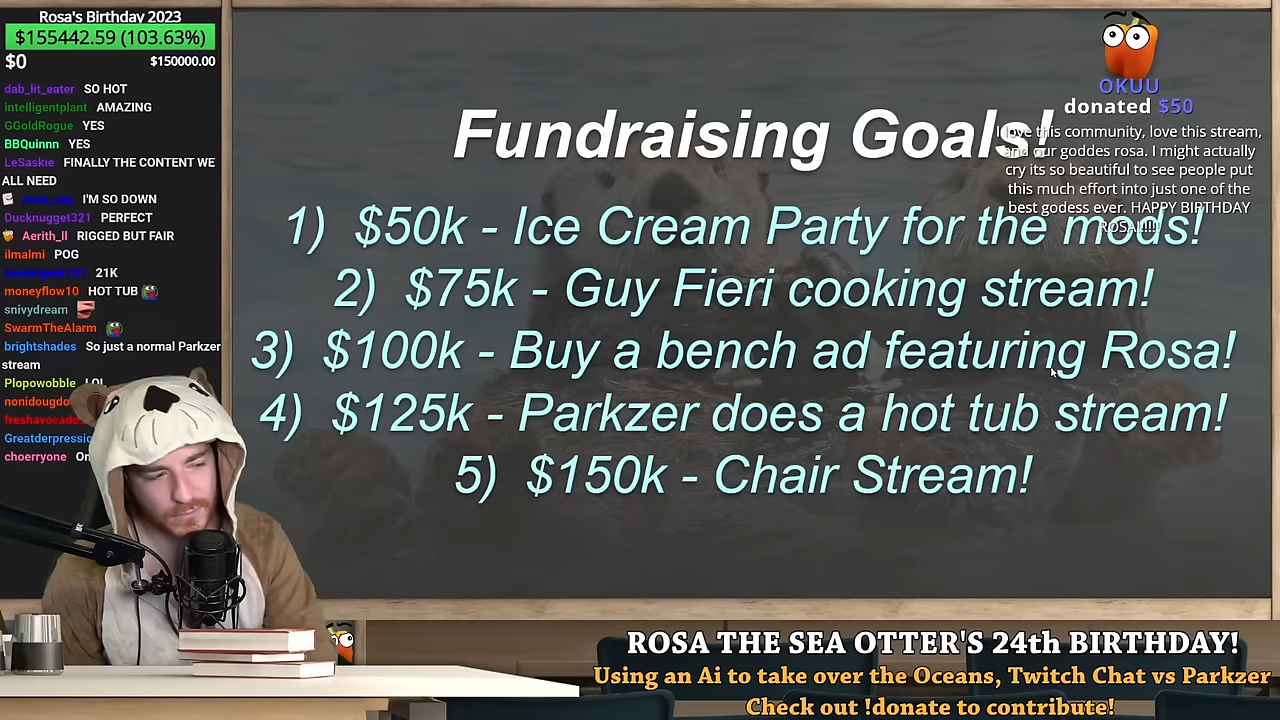 Rosa's Birthday 2023
$155442.59 (103.63%)
$0 $150000.00
dab_lit_eater SO HOT
intelligentplant AMAZING
GGoldRogue YES
BBQuinnn YES
LeSaskie FINALLY THE CONTENT WE
ALL NEED
I'M SO DOWN
Ducknugget321 PERFECT
Aerith_ll RIGGED BUT FAIR
ilmalmi POG
21K
moneyflow10 HOT TUB
snivydream
SwarmTheAlarm
brightshades So just a normal Parkzer
stream
Plopowobble LOL
nonidougdo
freshavocado
Greatderpressio
choerryone
Fundraising Goals!
1) $50k - Ice Cream Party for the mods!
2) $75k - Guy Fieri cooking stream!
3) $100k - Buy a bench ad featuring Rosa!
4) $125k - Parkzer does a hot tub stream!
5) $150k - Chair Stream!
OKUU
donated $50
I love this community, love this stream,
and our goddes rosa. I might actually
cry its so beautiful to see people put
this much effort into just one of the
best godess ever. HAPPY BIRTHDAY
ROSA!!!!!
ROSA THE SEA OTTER'S 24th BIRTHDAY!
Using an Ai to take over the Oceans, Twitch Chat vs Parkzer
Check out !donate to contribute!